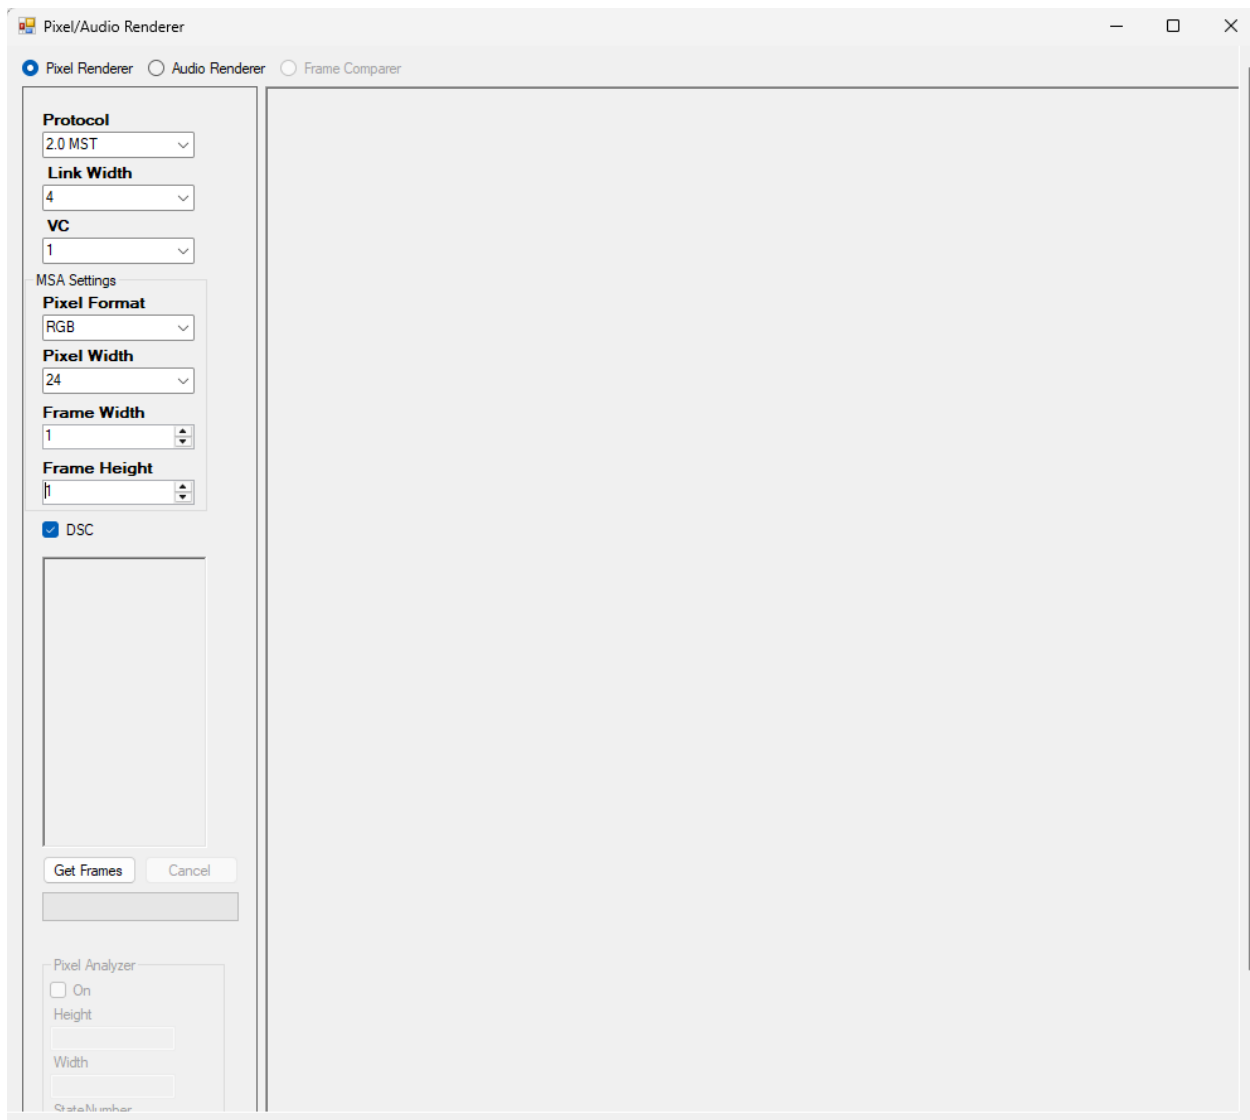 Pixel/Audio Renderer
Pixel Renderer Audio Renderer Frame Comparer
Protocol
2.0 MST
Link Width
4
VC
1
MSA Settings
Pixel Format
RGB
Pixel Width
24
Frame Width
1
Frame Height
1
DSC
Get Frames Cancel
Pixel Analyzer
On
Height
Width
StateNumber